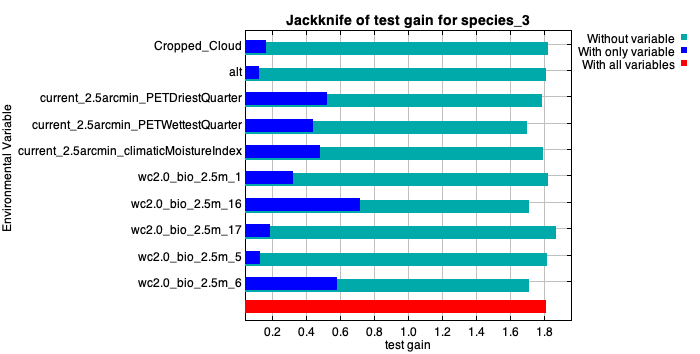 Jackknife of test gain for species_3
Without variable
With only variable
With all variables
Environmental Variable
Cropped_Cloud
alt
current_2.5arcmin_PETDriestQuarter
current_2.5arcmin_PETWettestQuarter
current_2.5arcmin_climaticMoistureIndex
wc2.0_bio_2.5m_1
wc2.0_bio_2.5m_16
wc2.0_bio_2.5m_17
wc2.0_bio_2.5m_5
wc2.0_bio_2.5m_6
0.2 0.4 0.6 0.8 1.0 1.2 1.4 1.6 1.8
test gain